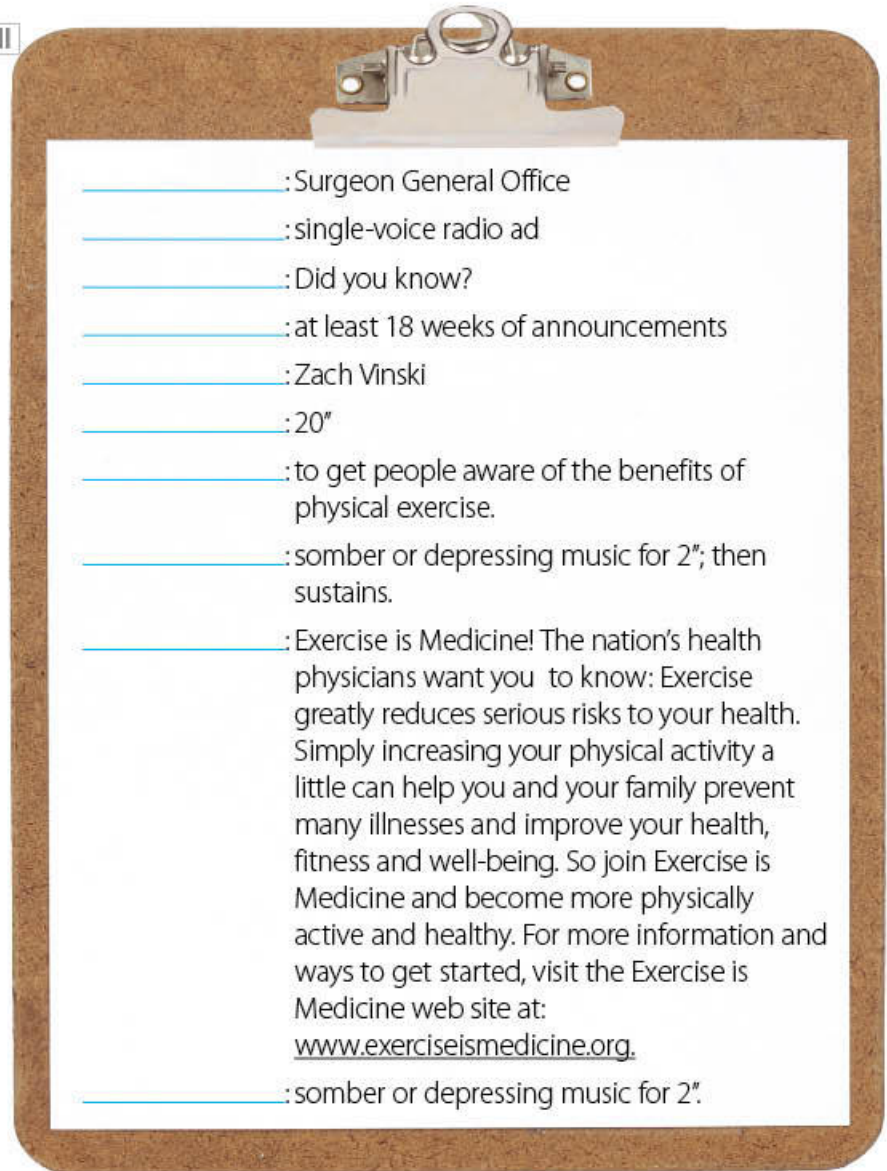 : Surgeon General Office
: single-voice radio ad
: Did you know?
: at least 18 weeks of announcements
: Zach Vinski
: 20"
: to get people aware of the benefits of
physical exercise.
: somber or depressing music for 2"; then
sustains.
: Exercise is Medicine! The nation's health
physicians want you to know: Exercise
greatly reduces serious risks to your health.
Simply increasing your physical activity a
little can help you and your family prevent
many illnesses and improve your health,
fitness and well-being. So join Exercise is
Medicine and become more physically
active and healthy. For more information and
ways to get started, visit the Exercise is
Medicine web site at:
www.exerciseismedicine.org.
: somber or depressing music for 2".